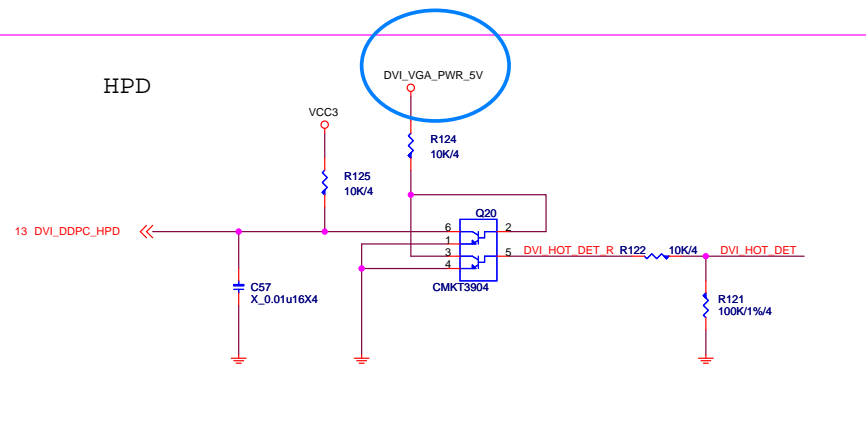 DVI_VGA_PWR_5V
HPD
VCC3
R124
10K/4
R125
10K/4
Q20
13 DVI_DDPC_HPD
6
2
1
3
5
4
DVI_HOT_DET_R R122 10K/4 DVI_HOT_DET
CMKT3904
C57
X_0.01u16X4
R121
100K/1%/4